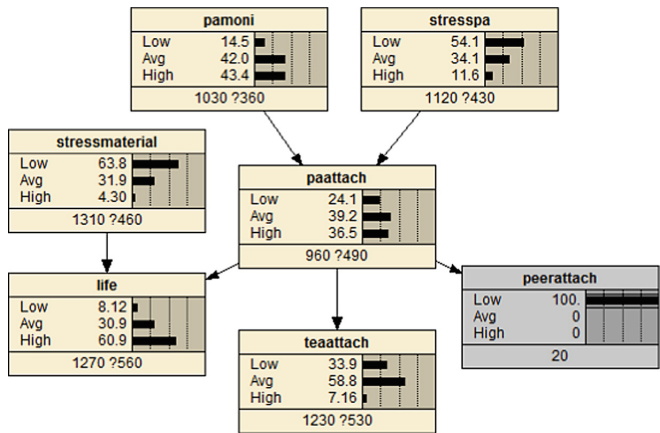 pamoni
Low 14.5
Avg 42.0
High 43.4
1030 ?360
stresspa
Low 54.1
Avg 34.1
High 11.6
1120 ?430
stressmaterial
Low 63.8
Avg 31.9
High 4.30
1310 ?460
paattach
Low 24.1
Avg 39.2
High 36.5
960 ?490
life
Low 8.12
Avg 30.9
High 60.9
1270 ?560
peerattach
Low 100.
Avg 0
High 0
20
teaattach
Low 33.9
Avg 58.8
High 7.16
1230 ?530